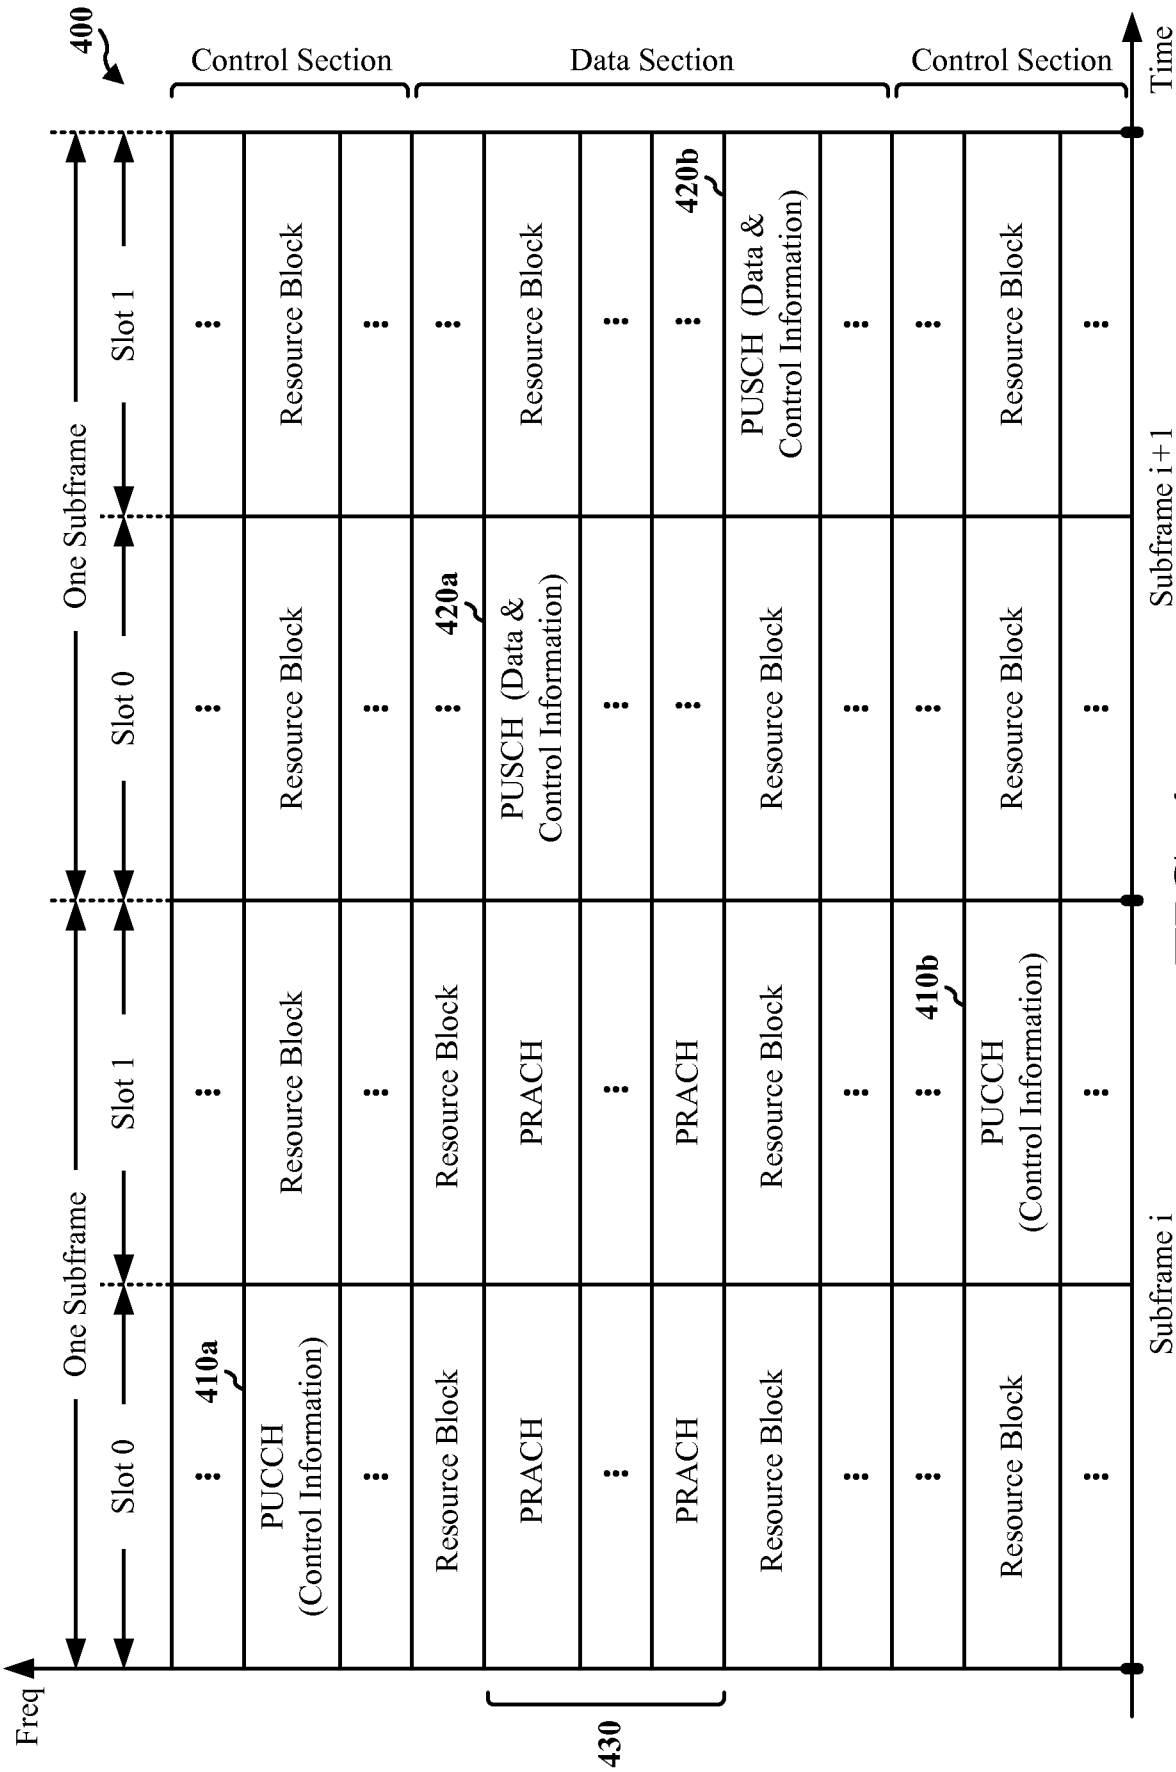 400
One Subframe
One Subframe
Slot 0
Slot 1
Slot 0
Slot 1
Freq
⋮
⋮
⋮
⋮
410a
PUCCH
(Control Information)
Resource Block
Resource Block
Resource Block
Control Section
⋮
⋮
⋮
⋮
Resource Block
Resource Block
⋮
⋮
420a
PRACH
PRACH
PUSCH (Data &
Control Information)
Resource Block
430
⋮
⋮
⋮
⋮
Data Section
PRACH
PRACH
⋮
⋮
420b
Resource Block
Resource Block
Resource Block
PUSCH (Data &
Control Information)
⋮
⋮
⋮
⋮
⋮
⋮
⋮
⋮
410b
Resource Block
PUCCH
(Control Information)
Resource Block
Resource Block
Control Section
⋮
⋮
⋮
⋮
Time
Subframe i
Subframe i+1